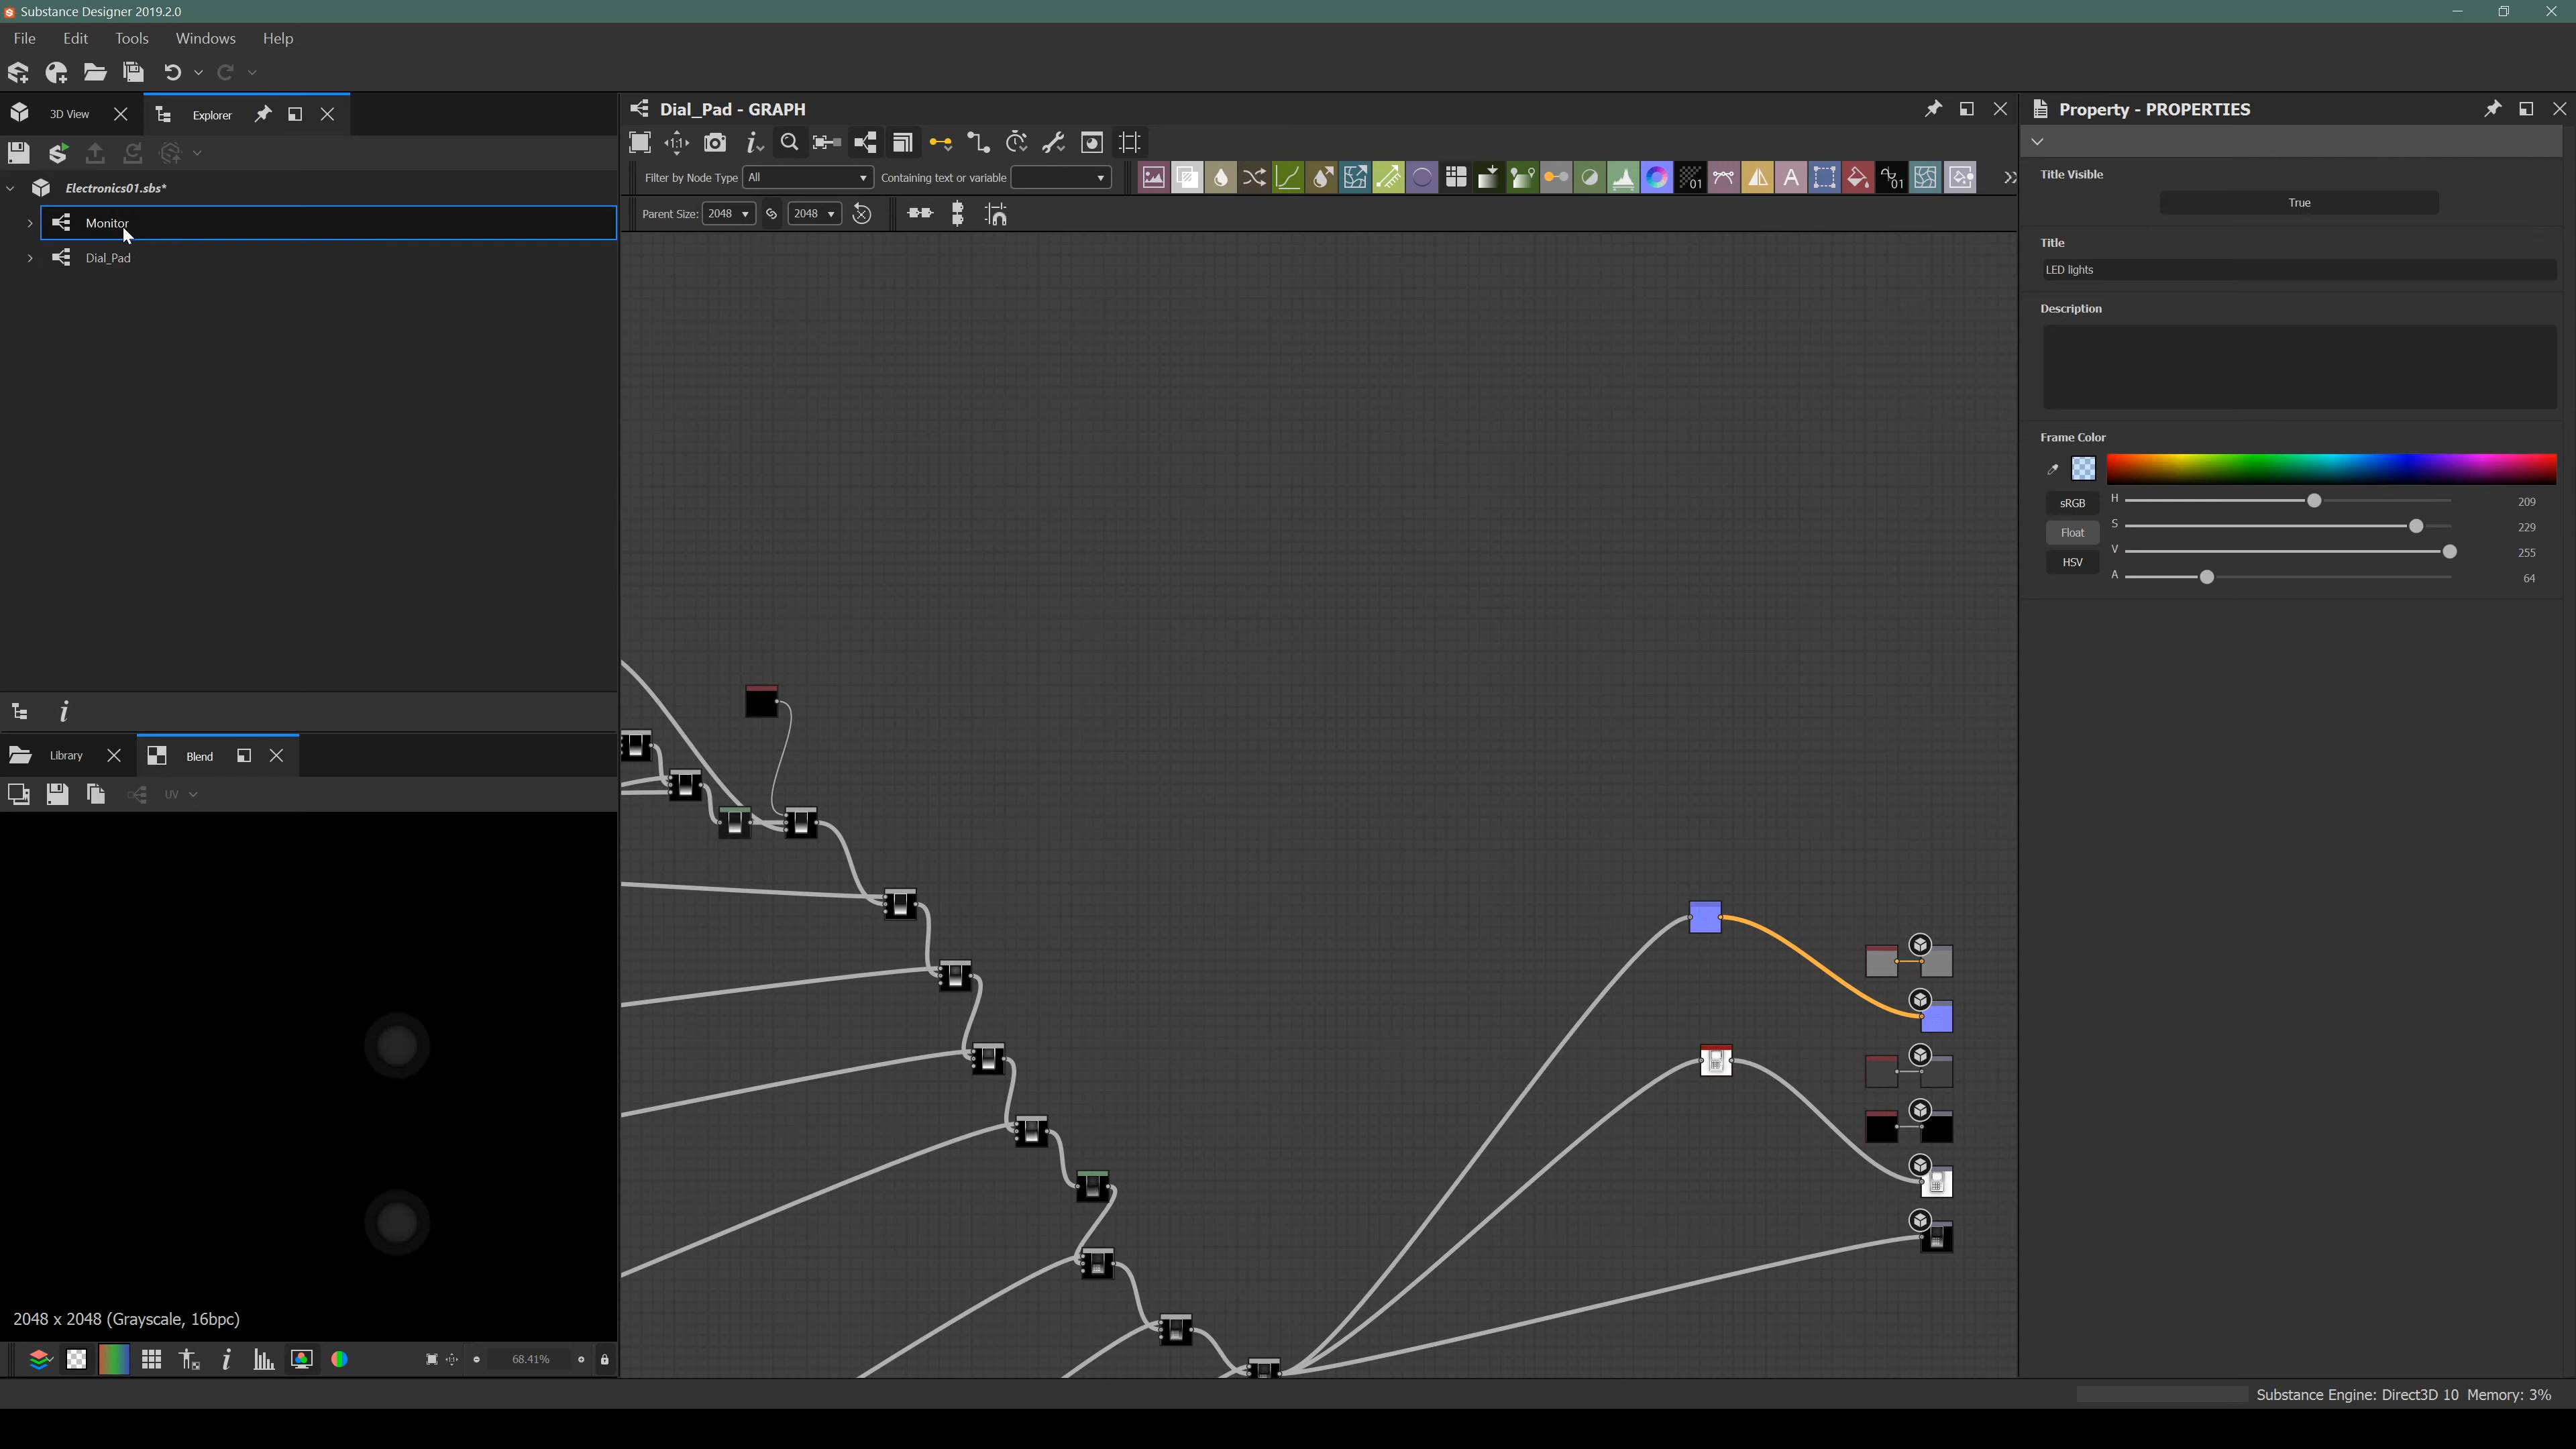 Substance Designer 2019.2.0
File Edit Tools Windows Help
3D View Explorer
Electronics01.sbs*
Monitor
Dial_Pad
Library Blend
UV
2048 x 2048 (Grayscale, 16bpc)
68.41%
Dial_Pad - GRAPH
Filter by Node Type All Containing text or variable
Parent Size: 2048 2048
Property - PROPERTIES
Title Visible
True
Title
LED lights
Description
Frame Color
sRGB
Float
HSV
H 209
S 229
V 255
A 64
Substance Engine: Direct3D 10 Memory: 3%